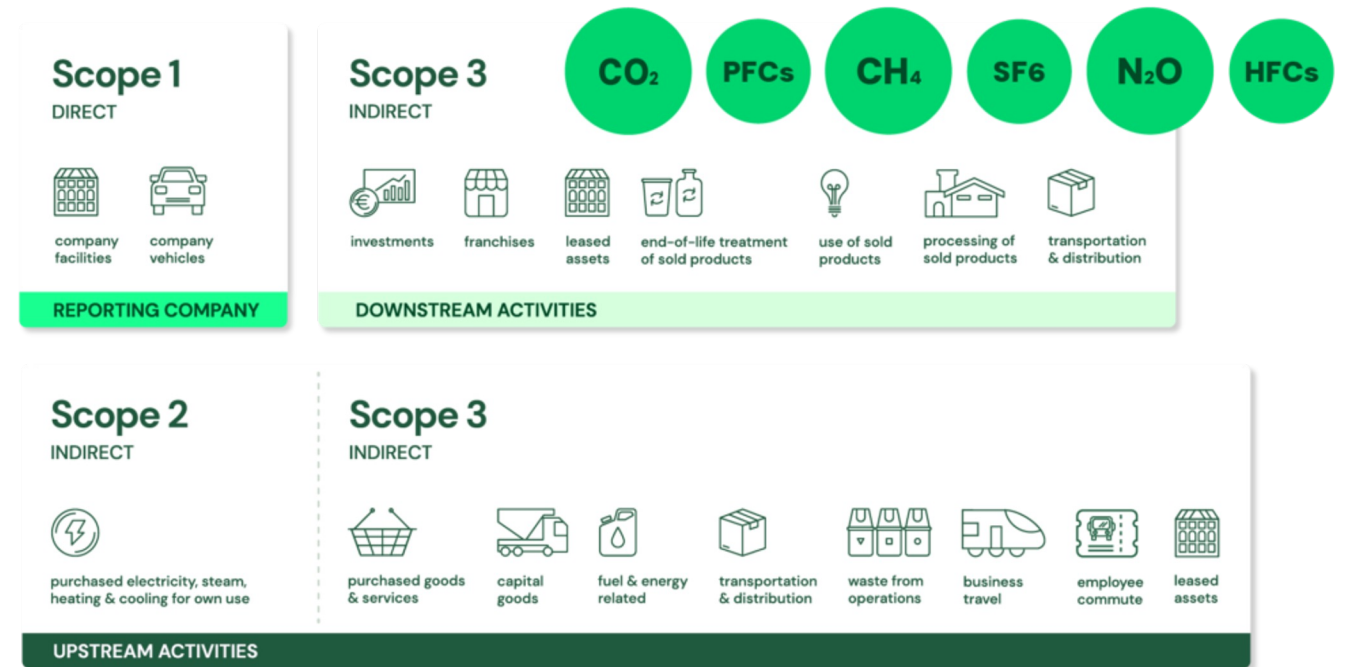 Scope 1
DIRECT
company
facilities
company
vehicles
REPORTING COMPANY
Scope 3
INDIRECT
CO₂
PFCs
CH₄
SF6
N₂O
HFCs
investments
franchises
leased
assets
end-of-life treatment
of sold products
use of sold
products
processing of
sold products
transportation
& distribution
DOWNSTREAM ACTIVITIES
Scope 2
INDIRECT
purchased electricity, steam,
heating & cooling for own use
Scope 3
INDIRECT
purchased goods
& services
capital
goods
fuel & energy
related
transportation
& distribution
waste from
operations
business
travel
employee
commute
leased
assets
UPSTREAM ACTIVITIES